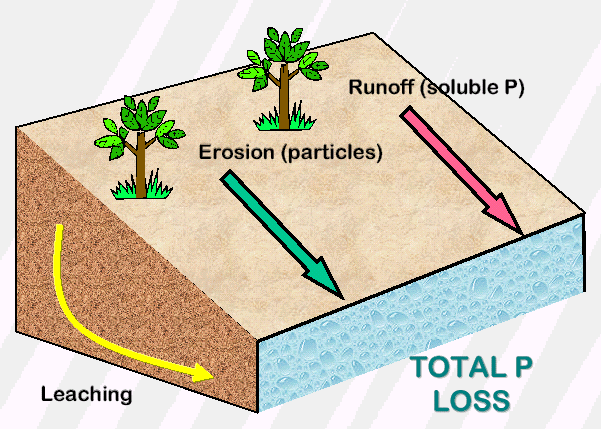 Runoff (soluble P)
Erosion (particles)
Leaching
TOTAL P
LOSS